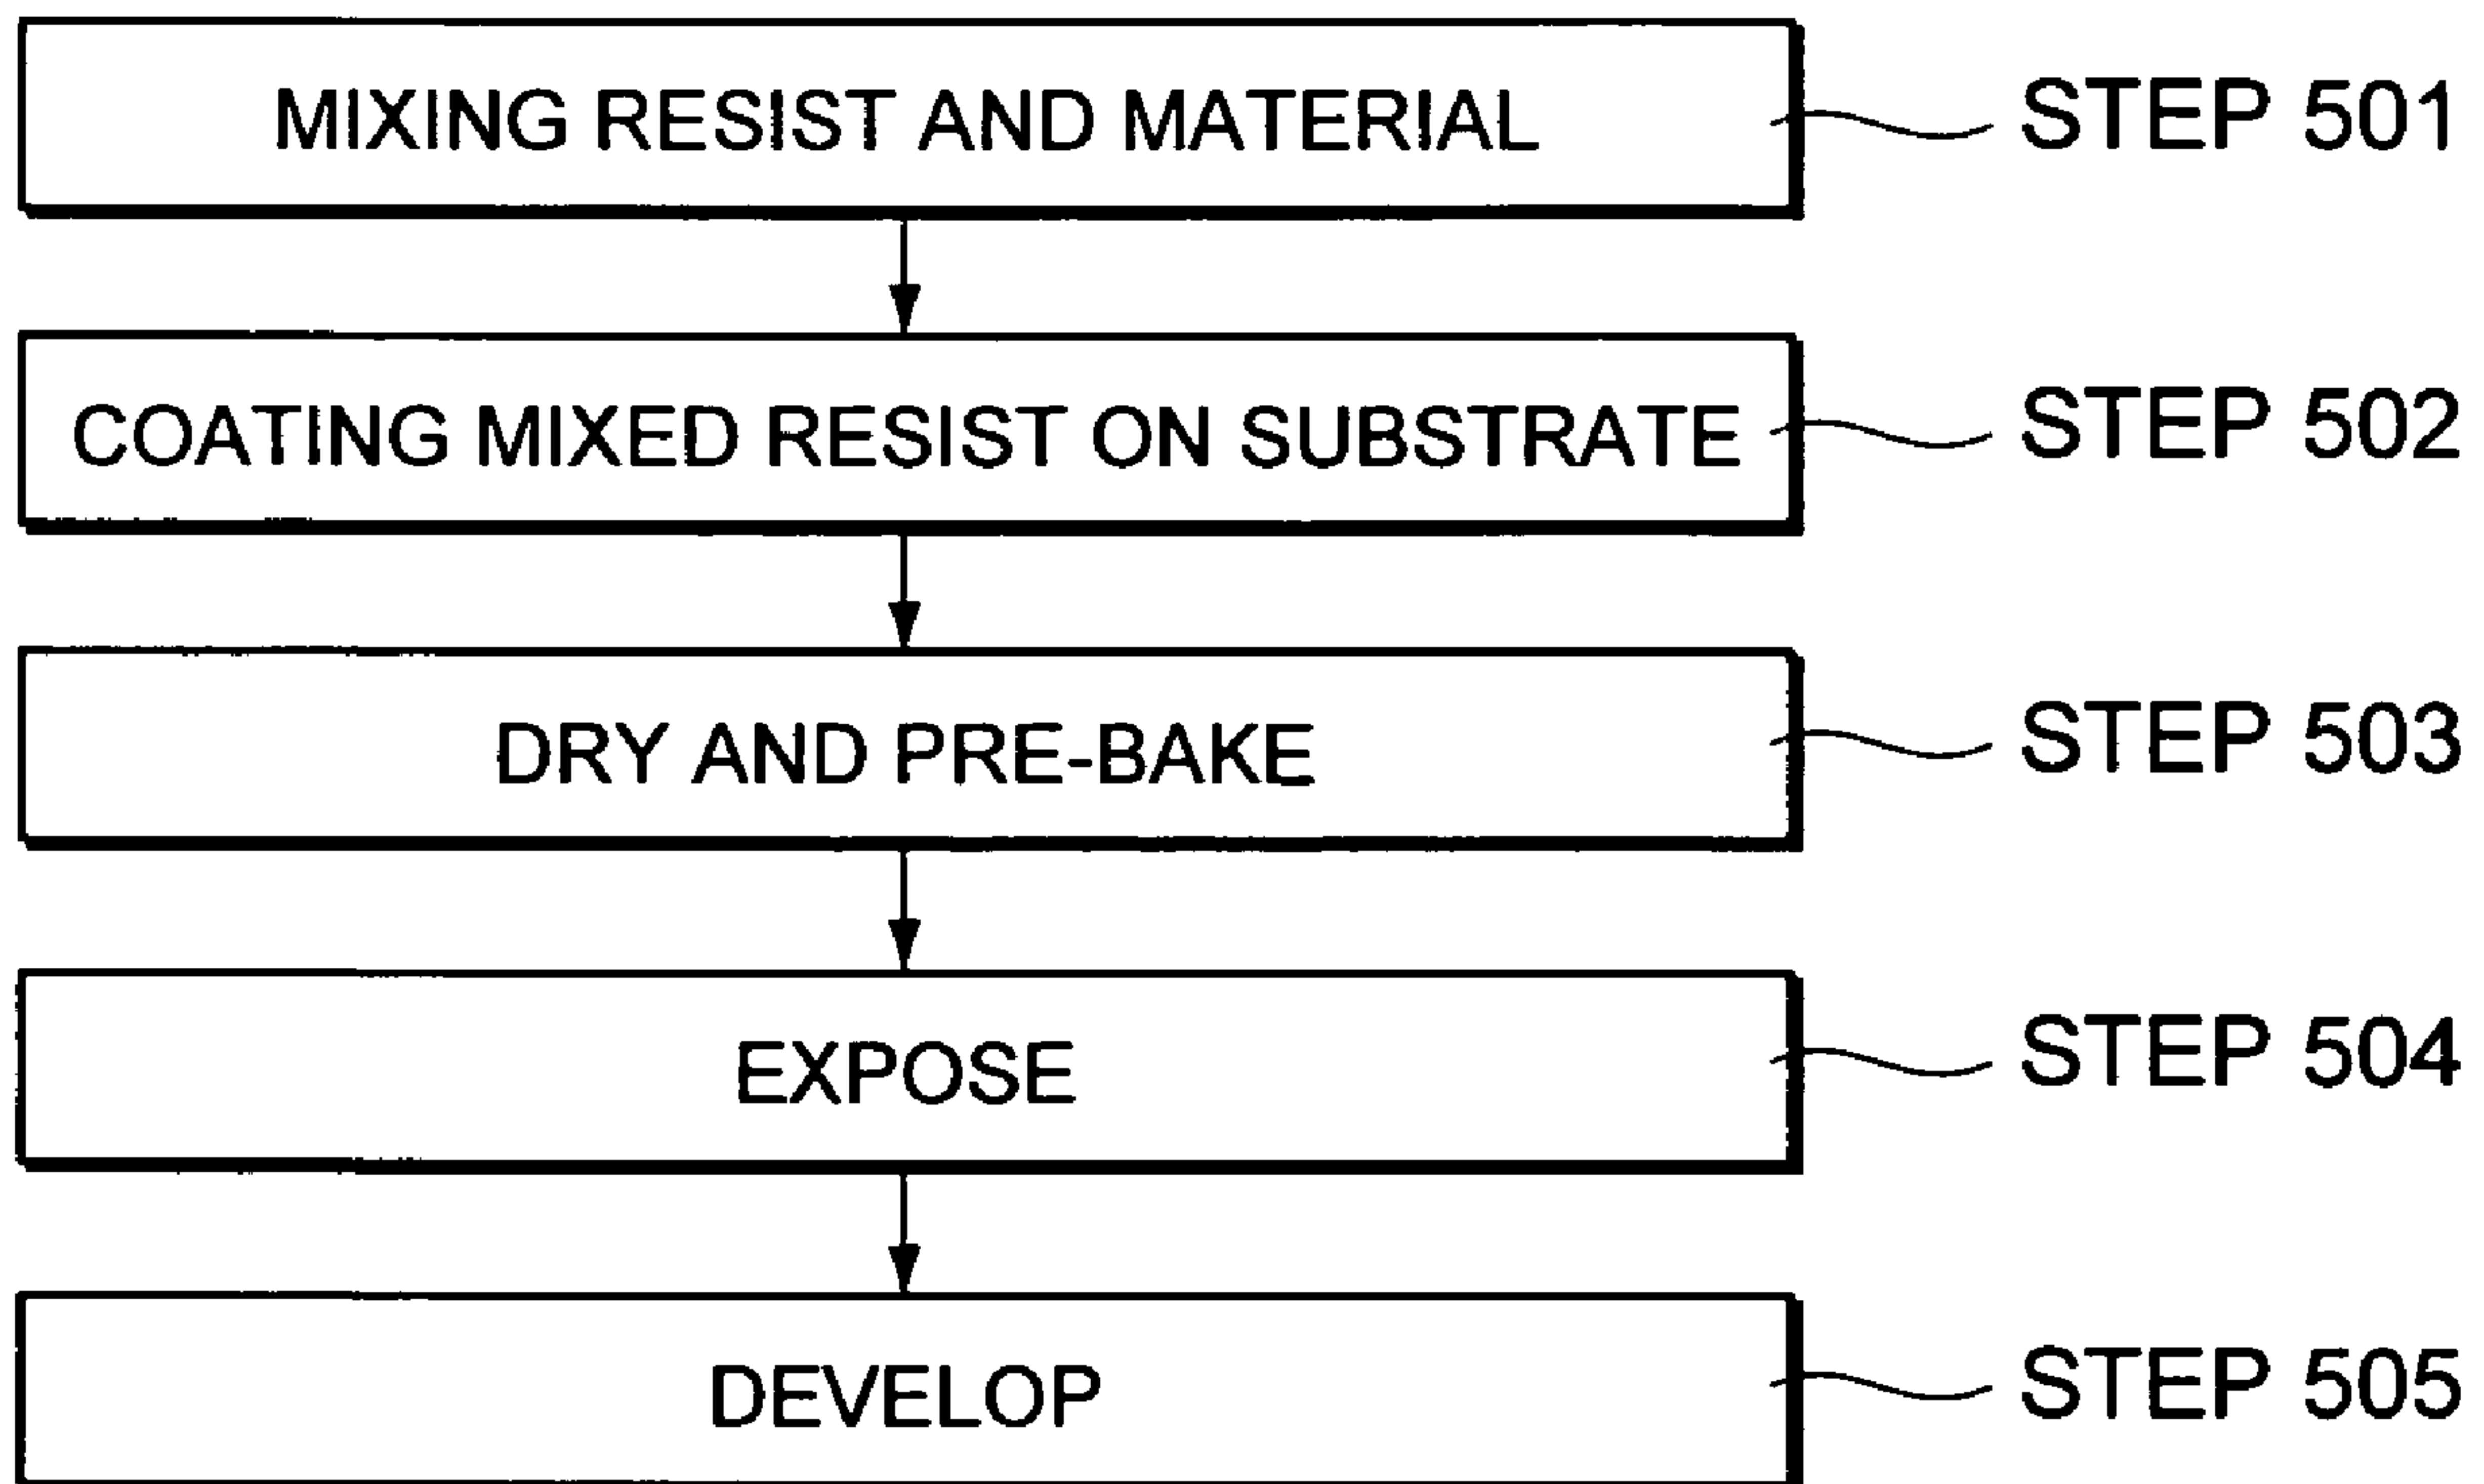 MIXING RESIST AND MATERIAL STEP 501
COATING MIXED RESIST ON SUBSTRATE STEP 502
DRY AND PRE-BAKE STEP 503
EXPOSE STEP 504
DEVELOP STEP 505